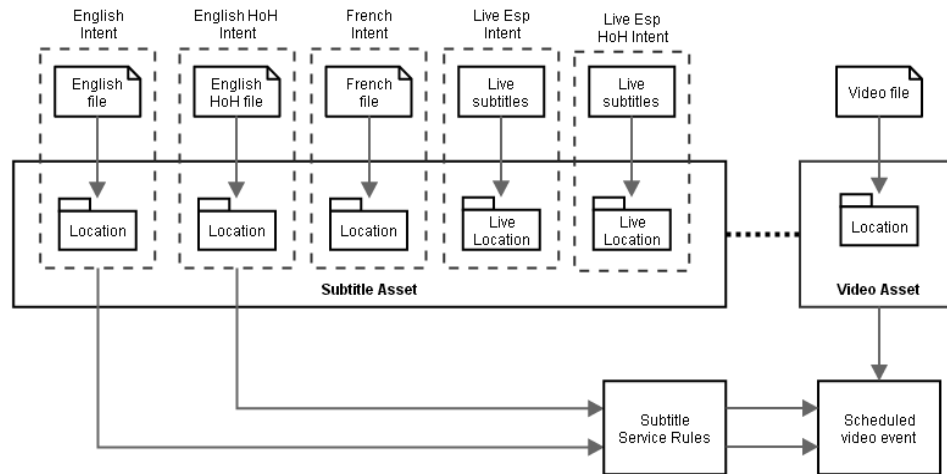 English
Intent
English HoH
Intent
French
Intent
Live Esp
Intent
Live Esp
HoH Intent
English
file
English
HoH file
French
file
Live
subtitles
Live
subtitles
Video file
Location
Location
Location
Live
Location
Live
Location
Location
Subtitle Asset
Video Asset
Subtitle
Service Rules
Scheduled
video event